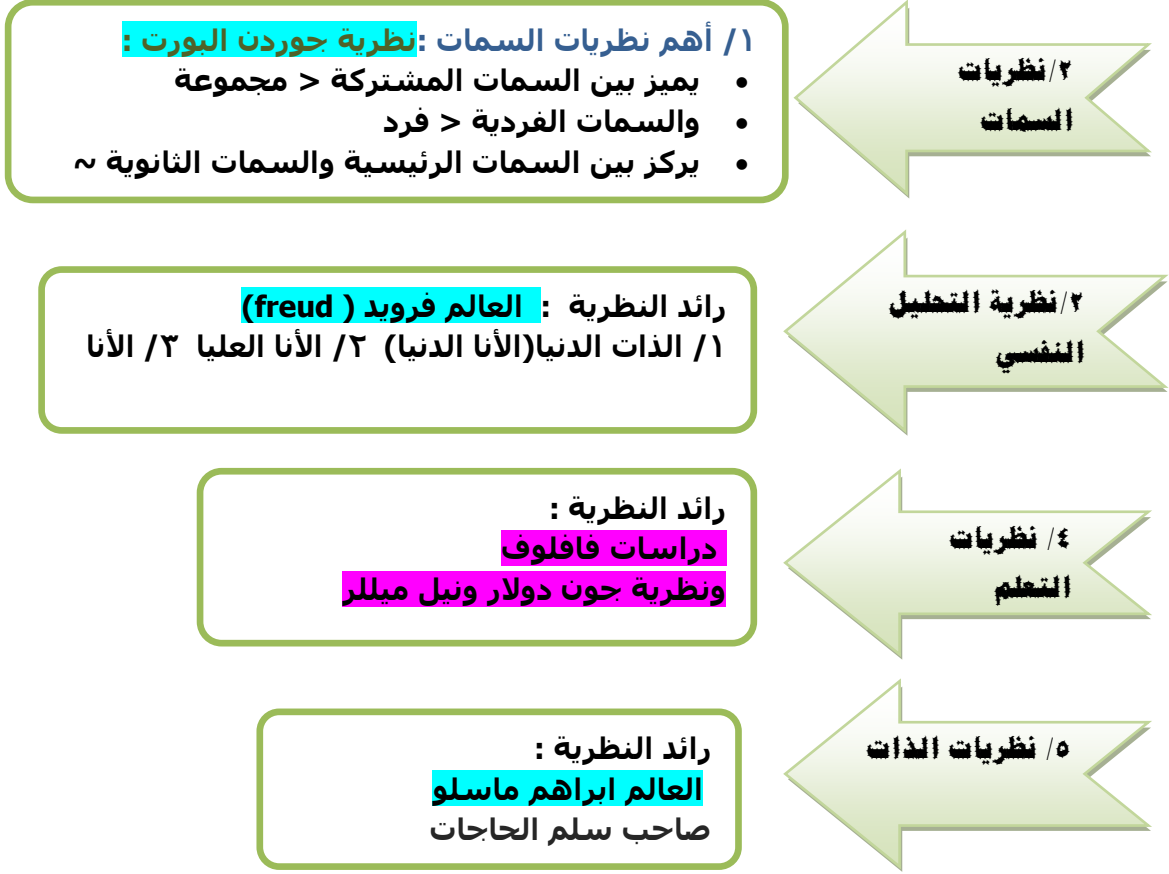 ٢/نظريات
السمات
١/ أهم نظريات السمات :نظرية جوردن البورت :
• يميز بين السمات المشتركة < مجموعة
• والسمات الفردية < فرد
• يركز بين السمات الرئيسية والسمات الثانوية ~
٢/نظرية التحليل
النفسي
رائد النظرية : العالم فرويد ( freud)
١/ الذات الدنيا(الأنا الدنيا) ٢/ الأنا العليا ٣/ الأنا
٤/ نظريات
التعلم
رائد النظرية :
دراسات فافلوف
ونظرية جون دولار ونيل ميللر
٥/ نظريات الذات
رائد النظرية :
العالم ابراهم ماسلو
صاحب سلم الحاجات